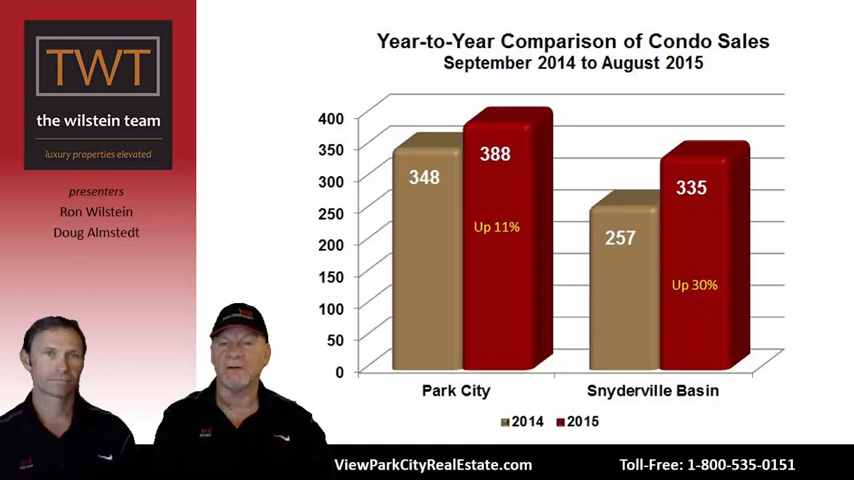 TWT
the wilstein team
luxury properties elevated
presenters
Ron Wilstein
Doug Almstedt
Year-to-Year Comparison of Condo Sales
September 2014 to August 2015
400
350
300
250
200
150
100
50
0
348
388
Up 11%
257
335
Up 30%
Park City
Snyderville Basin
2014
2015
ViewParkCityRealEstate.com
Toll-Free: 1-800-535-0151